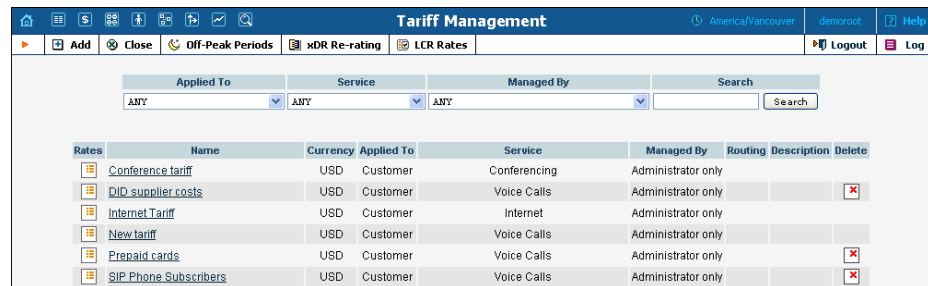 Tariff Management America/Vancouver demoroot Help
Add Close Off-Peak Periods xDR Re-rating LCR Rates Logout Log
Applied To Service Managed By Search
ANY ANY ANY Search
Rates Name Currency Applied To Service Managed By Routing Description Delete
Conference tariff USD Customer Conferencing Administrator only
DID supplier costs USD Customer Voice Calls Administrator only
Internet Tariff USD Customer Internet Administrator only
New tariff USD Customer Voice Calls Administrator only
Prepaid cards USD Customer Voice Calls Administrator only
SIP Phone Subscribers USD Customer Voice Calls Administrator only